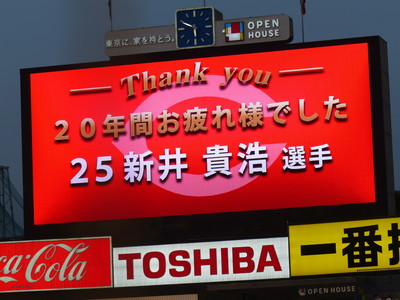 東京に、家を持とう。
OPEN HOUSE
Thank you
20年間お疲れ様でした
25 新井 貴浩 選手
Coca-Cola
TOSHIBA
一番
OPEN HOUSE